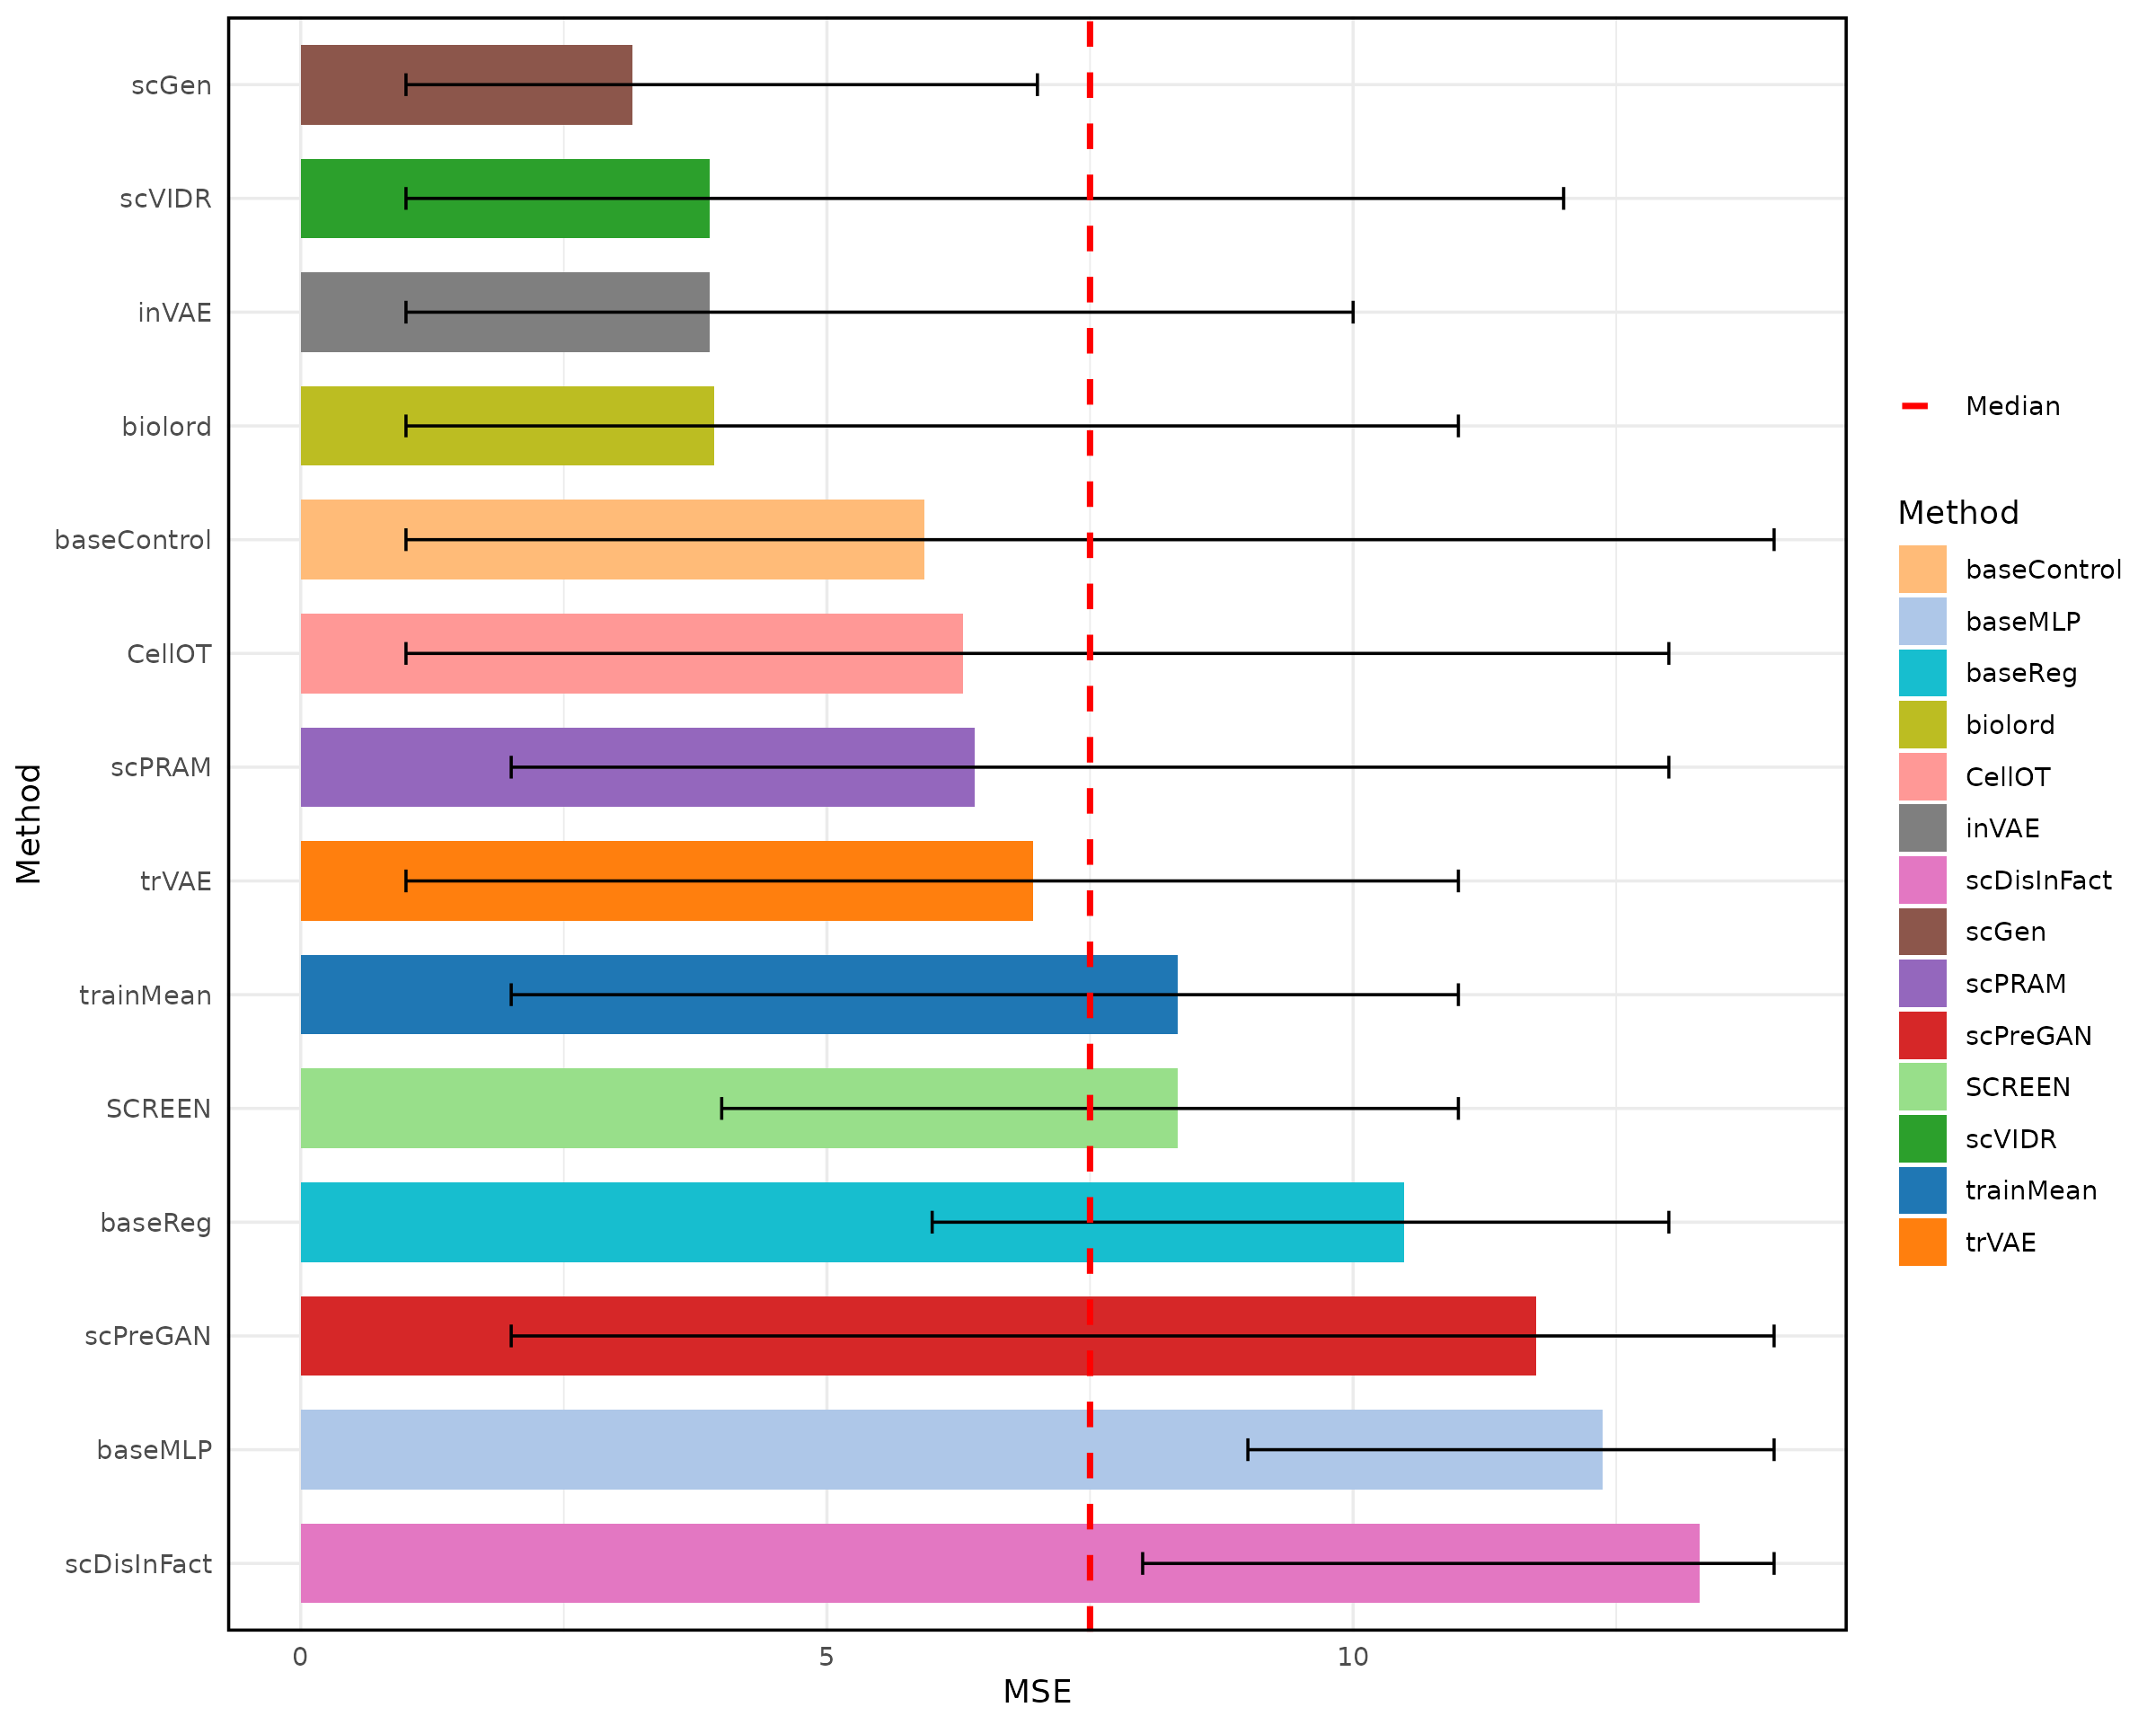 scGen
scVIDR
inVAE
biolord
baseControl
CellOT
scPRAM
trVAE
trainMean
SCREEN
baseReg
scPreGAN
baseMLP
scDisInFact
Method
0 5 10
MSE
Median
Method
baseControl
baseMLP
baseReg
biolord
CellOT
inVAE
scDisInFact
scGen
scPRAM
scPreGAN
SCREEN
scVIDR
trainMean
trVAE